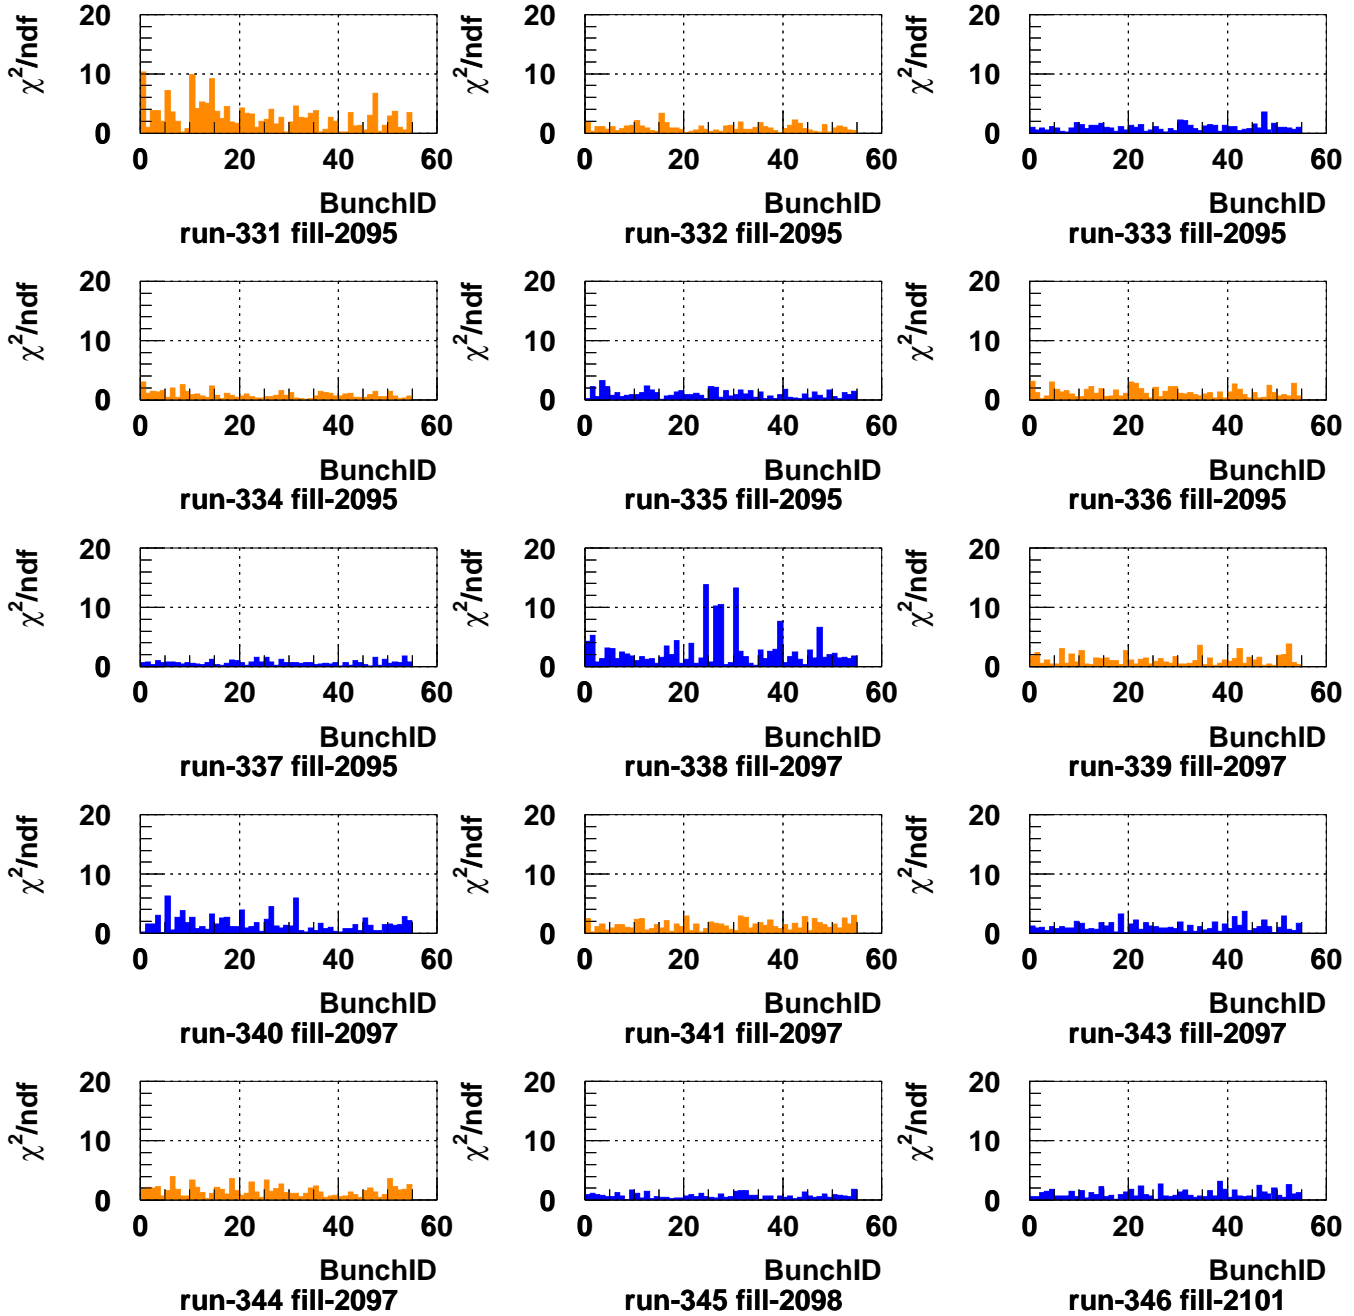 χ²/ndf
20
10
0
0 20 40 60
BunchID
run-331 fill-2095
χ²/ndf
20
10
0
0 20 40 60
BunchID
run-332 fill-2095
χ²/ndf
20
10
0
0 20 40 60
BunchID
run-333 fill-2095
χ²/ndf
20
10
0
0 20 40 60
BunchID
run-334 fill-2095
χ²/ndf
20
10
0
0 20 40 60
BunchID
run-335 fill-2095
χ²/ndf
20
10
0
0 20 40 60
BunchID
run-336 fill-2095
χ²/ndf
20
10
0
0 20 40 60
BunchID
run-337 fill-2095
χ²/ndf
20
10
0
0 20 40 60
BunchID
run-338 fill-2097
χ²/ndf
20
10
0
0 20 40 60
BunchID
run-339 fill-2097
χ²/ndf
20
10
0
0 20 40 60
BunchID
run-340 fill-2097
χ²/ndf
20
10
0
0 20 40 60
BunchID
run-341 fill-2097
χ²/ndf
20
10
0
0 20 40 60
BunchID
run-343 fill-2097
χ²/ndf
20
10
0
0 20 40 60
BunchID
run-344 fill-2097
χ²/ndf
20
10
0
0 20 40 60
BunchID
run-345 fill-2098
χ²/ndf
20
10
0
0 20 40 60
BunchID
run-346 fill-2101